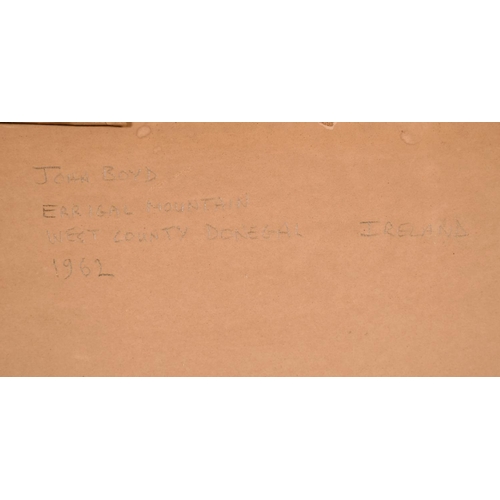 JOHN BOYD
ERRIGAL MOUNTAIN
WEST COUNTY DONEGAL. IRELAND
1962